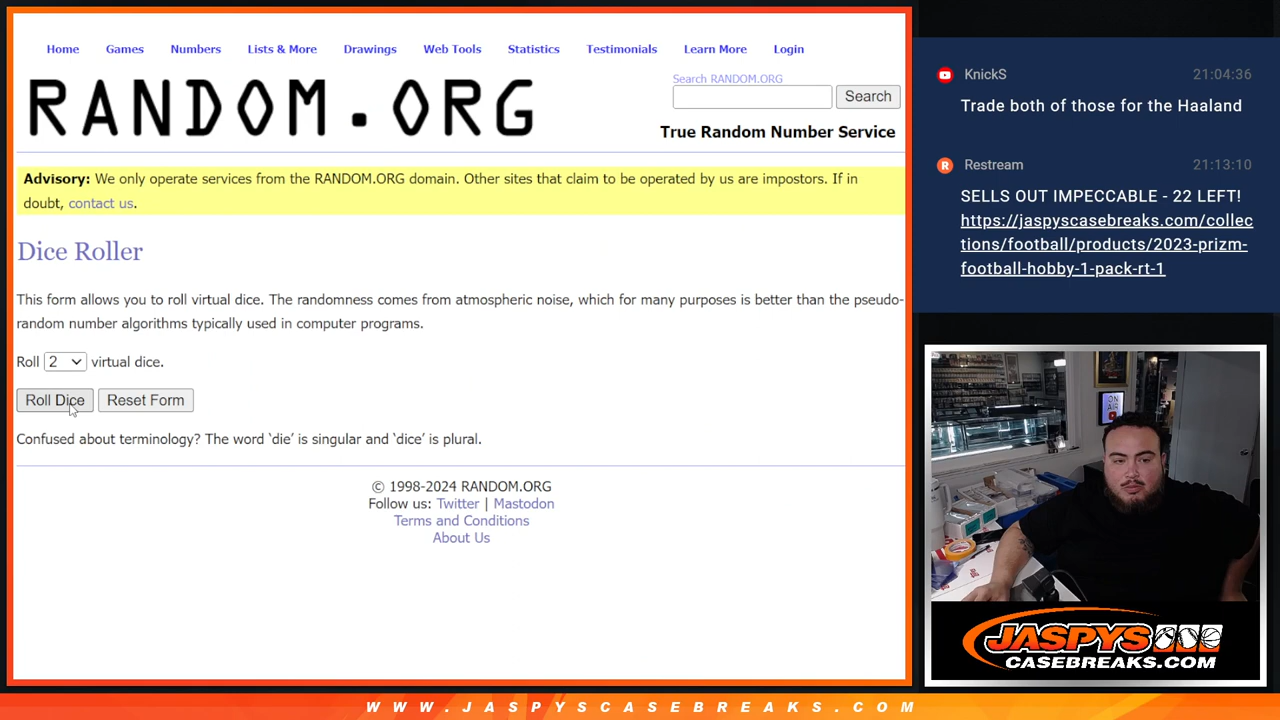 Home Games Numbers Lists & More Drawings Web Tools Statistics Testimonials Learn More Login
RANDOM.ORG
Search RANDOM.ORG
Search
True Random Number Service
Advisory: We only operate services from the RANDOM.ORG domain. Other sites that claim to be operated by us are impostors. If in
doubt, contact us.
Dice Roller
This form allows you to roll virtual dice. The randomness comes from atmospheric noise, which for many purposes is better than the pseudo-
random number algorithms typically used in computer programs.
Roll 2 virtual dice.
Roll Dice Reset Form
Confused about terminology? The word ‘die’ is singular and ‘dice’ is plural.
© 1998-2024 RANDOM.ORG
Follow us: Twitter | Mastodon
Terms and Conditions
About Us
KnickS 21:04:36
Trade both of those for the Haaland
Restream 21:13:10
SELLS OUT IMPECCABLE - 22 LEFT!
https://jaspyscasebreaks.com/collec
tions/football/products/2023-prizm-
football-hobby-1-pack-rt-1
ON
AIR
JASPYS
CASEBREAKS.COM
WWW.JASPYSCASEBREAKS.COM